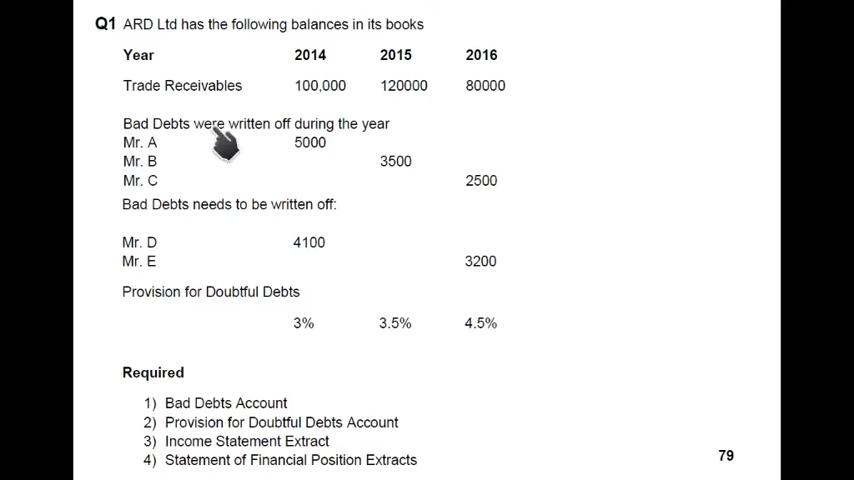 Q1 ARD Ltd has the following balances in its books
Year 2014 2015 2016
Trade Receivables 100,000 120000 80000
Bad Debts were written off during the year
Mr. A 5000
Mr. B 3500
Mr. C 2500
Bad Debts needs to be written off:
Mr. D 4100
Mr. E 3200
Provision for Doubtful Debts
3% 3.5% 4.5%
Required
1) Bad Debts Account
2) Provision for Doubtful Debts Account
3) Income Statement Extract
4) Statement of Financial Position Extracts
79